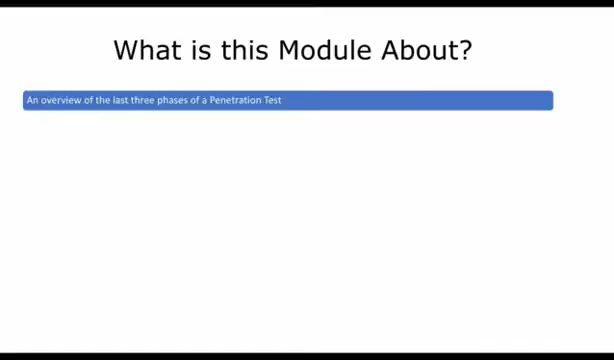 What is this Module About?
An overview of the last three phases of a Penetration Test